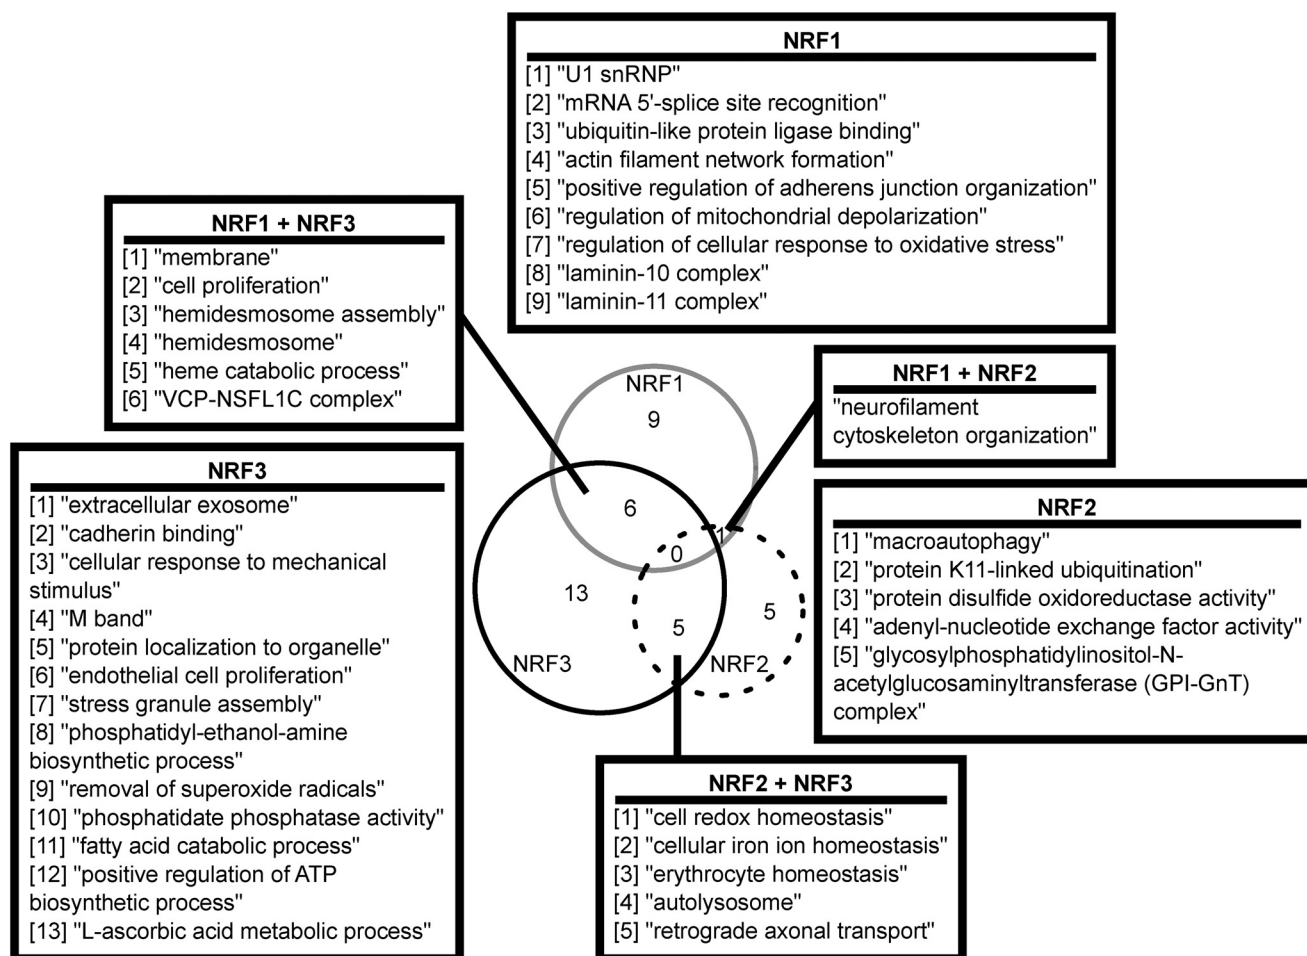 NRF1
[1] "U1 snRNP"
[2] "mRNA 5'-splice site recognition"
[3] "ubiquitin-like protein ligase binding"
[4] "actin filament network formation"
[5] "positive regulation of adherens junction organization"
[6] "regulation of mitochondrial depolarization"
[7] "regulation of cellular response to oxidative stress"
[8] "laminin-10 complex"
[9] "laminin-11 complex"
NRF1 + NRF3
[1] "membrane"
[2] "cell proliferation"
[3] "hemidesmosome assembly"
[4] "hemidesmosome"
[5] "heme catabolic process"
[6] "VCP-NSFL1C complex"
NRF1 + NRF2
"neurofilament
cytoskeleton organization"
NRF1
9
6
1
0
13
5
5
NRF3
NRF2
NRF3
[1] "extracellular exosome"
[2] "cadherin binding"
[3] "cellular response to mechanical
stimulus"
[4] "M band"
[5] "protein localization to organelle"
[6] "endothelial cell proliferation"
[7] "stress granule assembly"
[8] "phosphatidyl-ethanol-amine
biosynthetic process"
[9] "removal of superoxide radicals"
[10] "phosphatidate phosphatase activity"
[11] "fatty acid catabolic process"
[12] "positive regulation of ATP
biosynthetic process"
[13] "L-ascorbic acid metabolic process"
NRF2
[1] "macroautophagy"
[2] "protein K11-linked ubiquitination"
[3] "protein disulfide oxidoreductase activity"
[4] "adenyl-nucleotide exchange factor activity"
[5] "glycosylphosphatidylinositol-N-
acetylglucosaminyltransferase (GPI-GnT)
complex"
NRF2 + NRF3
[1] "cell redox homeostasis"
[2] "cellular iron ion homeostasis"
[3] "erythrocyte homeostasis"
[4] "autolysosome"
[5] "retrograde axonal transport"